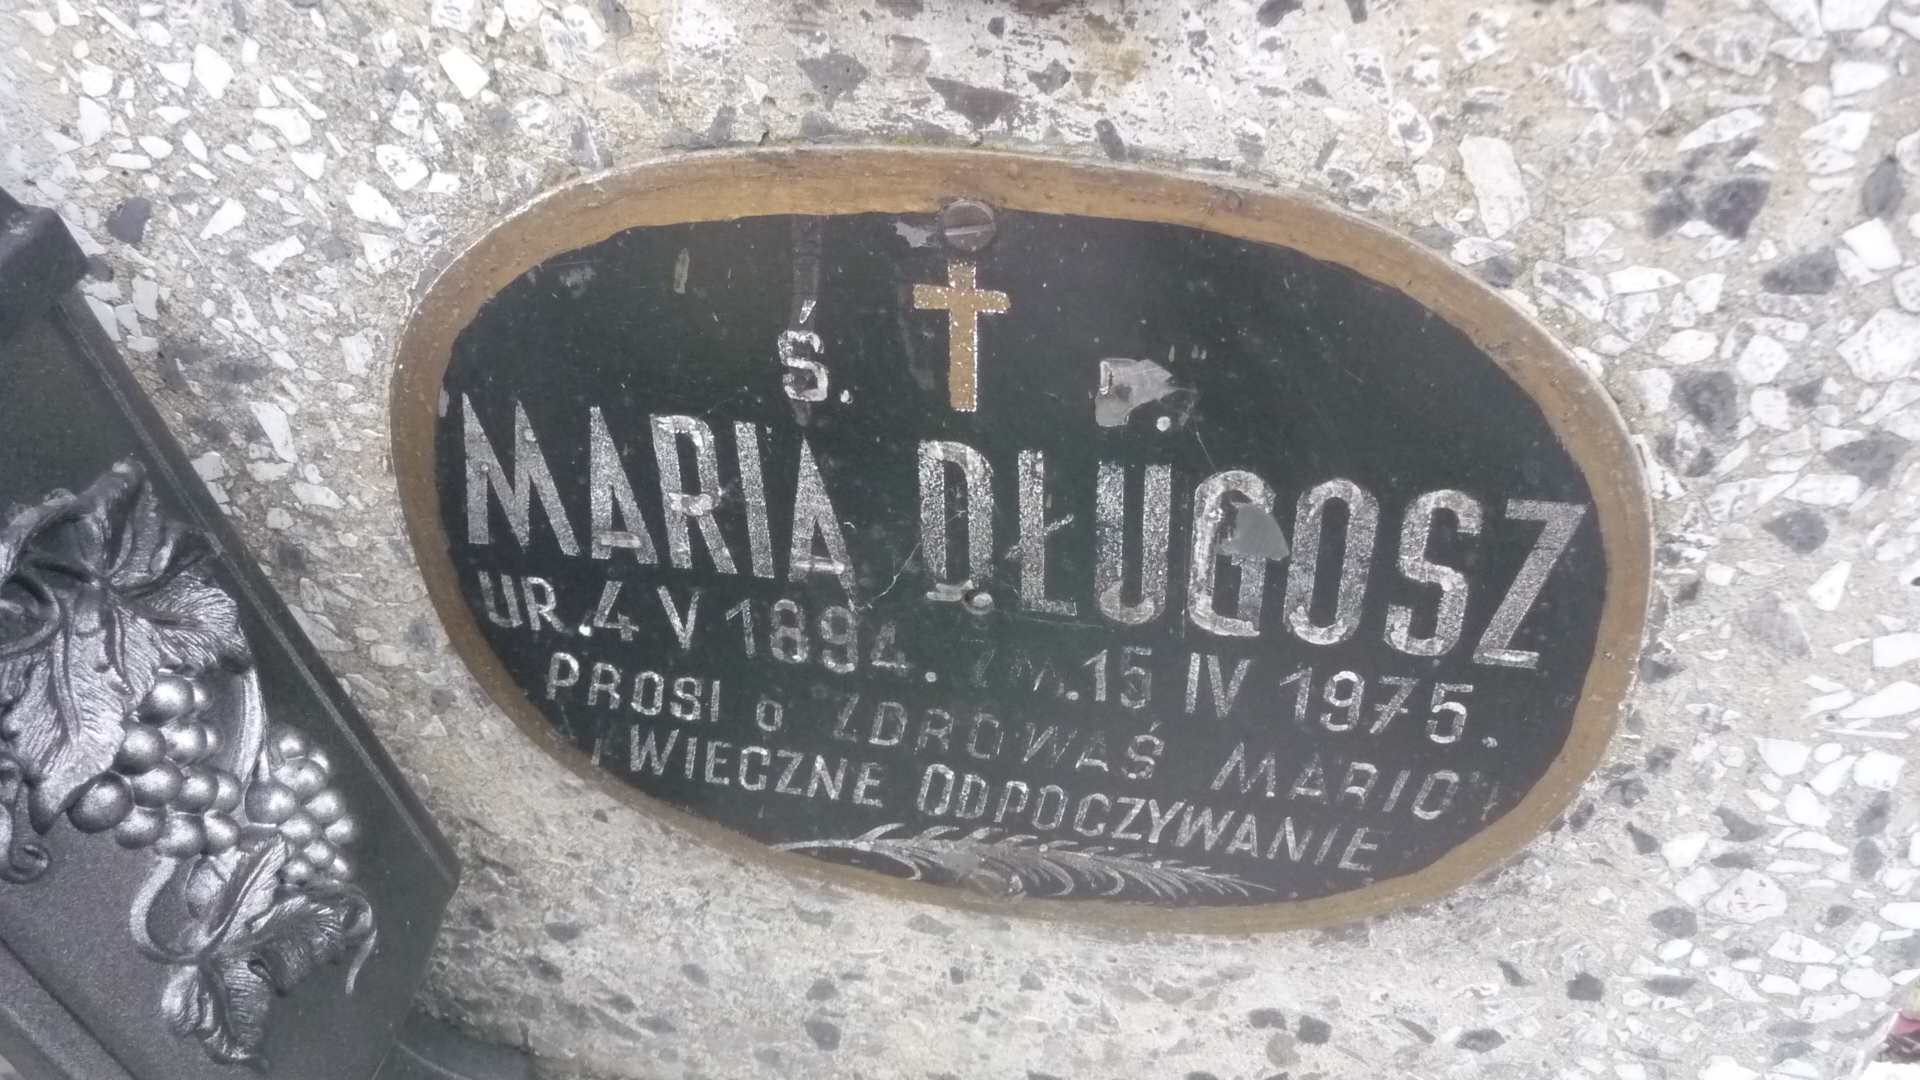 Ś. P.
MARIA DŁUGOSZ
UR. 4 V 1894. ZM. 15 IV 1975.
PROSI o ZDROWAŚ MARIO
I WIECZNE ODPOCZYWANIE